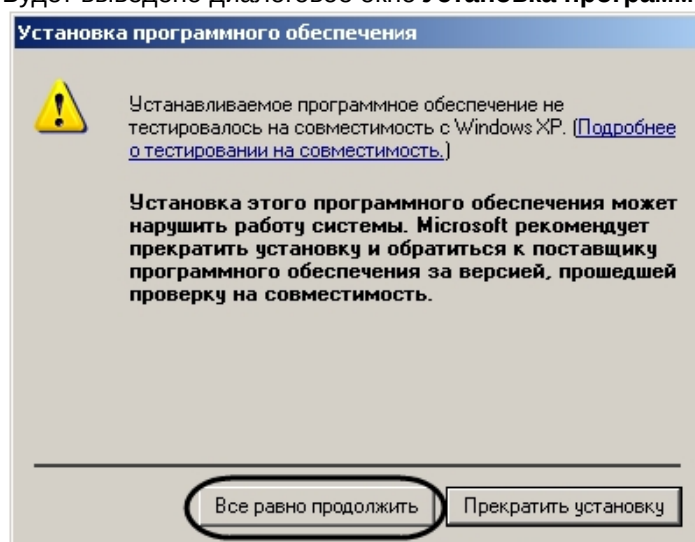 Будет выведено диалоговое окно Установка программ
Установка программного обеспечения
Устанавливаемое программное обеспечение не
тестировалось на совместимость с Windows XP. (Подробнее
о тестировании на совместимость.)
Установка этого программного обеспечения может
нарушить работу системы. Microsoft рекомендует
прекратить установку и обратиться к поставщику
программного обеспечения за версией, прошедшей
проверку на совместимость.
Все равно продолжить Прекратить установку